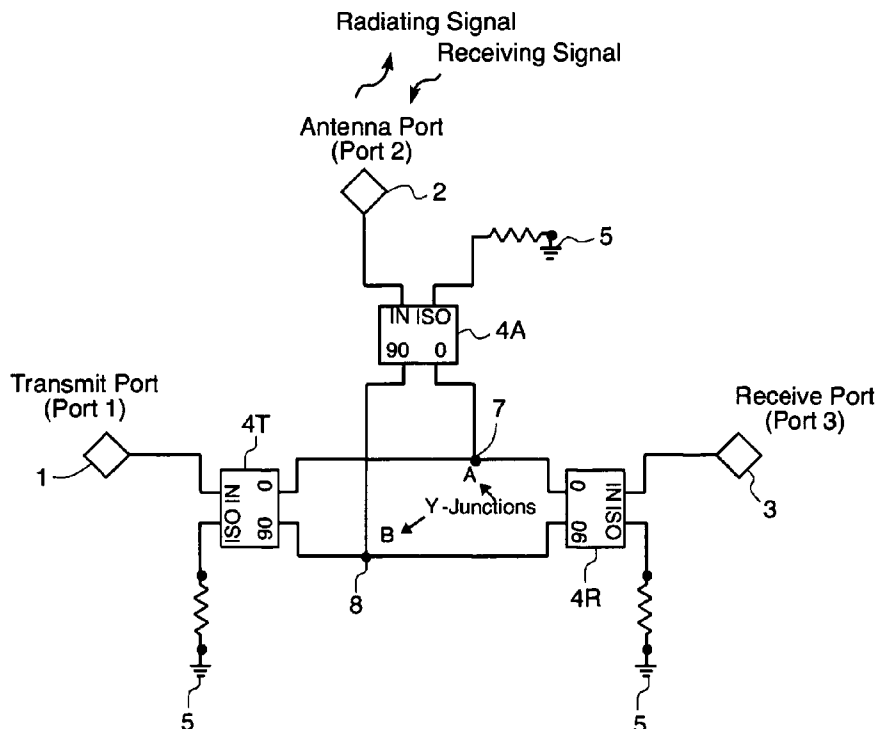 Radiating Signal
Receiving Signal
Antenna Port
(Port 2)
2
5
IN ISO
4A
90 0
Transmit Port
(Port 1)
Receive Port
(Port 3)
4T
7
1
ISO IN
0
90
A
Y-Junctions
B
0
90
IN ISO
3
8
4R
5
5